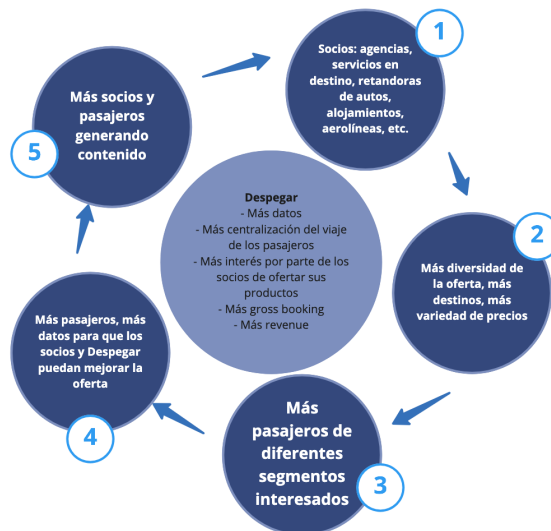 1
Socios: agencias,
servicios en
destino, retandoras
de autos,
alojamientos,
aerolíneas, etc.
2
Más diversidad de
la oferta, más
destinos, más
variedad de precios
3
Más
pasajeros de
diferentes
segmentos
interesados
4
Más pasajeros, más
datos para que los
socios y Despegar
puedan mejorar la
oferta
5
Más socios y
pasajeros
generando
contenido
Despegar
- Más datos
- Más centralización del viaje
de los pasajeros
- Más interés por parte de los
socios de ofertar sus
productos
- Más gross booking
- Más revenue